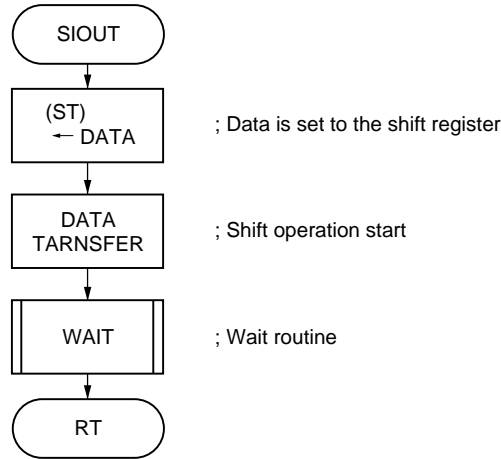 SIOUT
(ST)
← DATA
; Data is set to the shift register
DATA
TARNSFER
; Shift operation start
WAIT
; Wait routine
RT